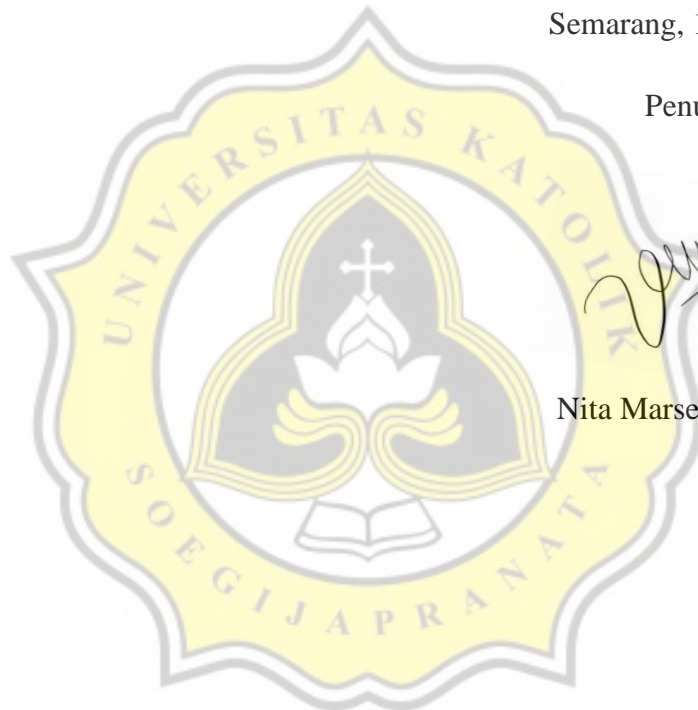 Semarang, 1
Penu
Nita Marse
UNIVERSITAS KATOLIK
SOEGIJAPRANATA